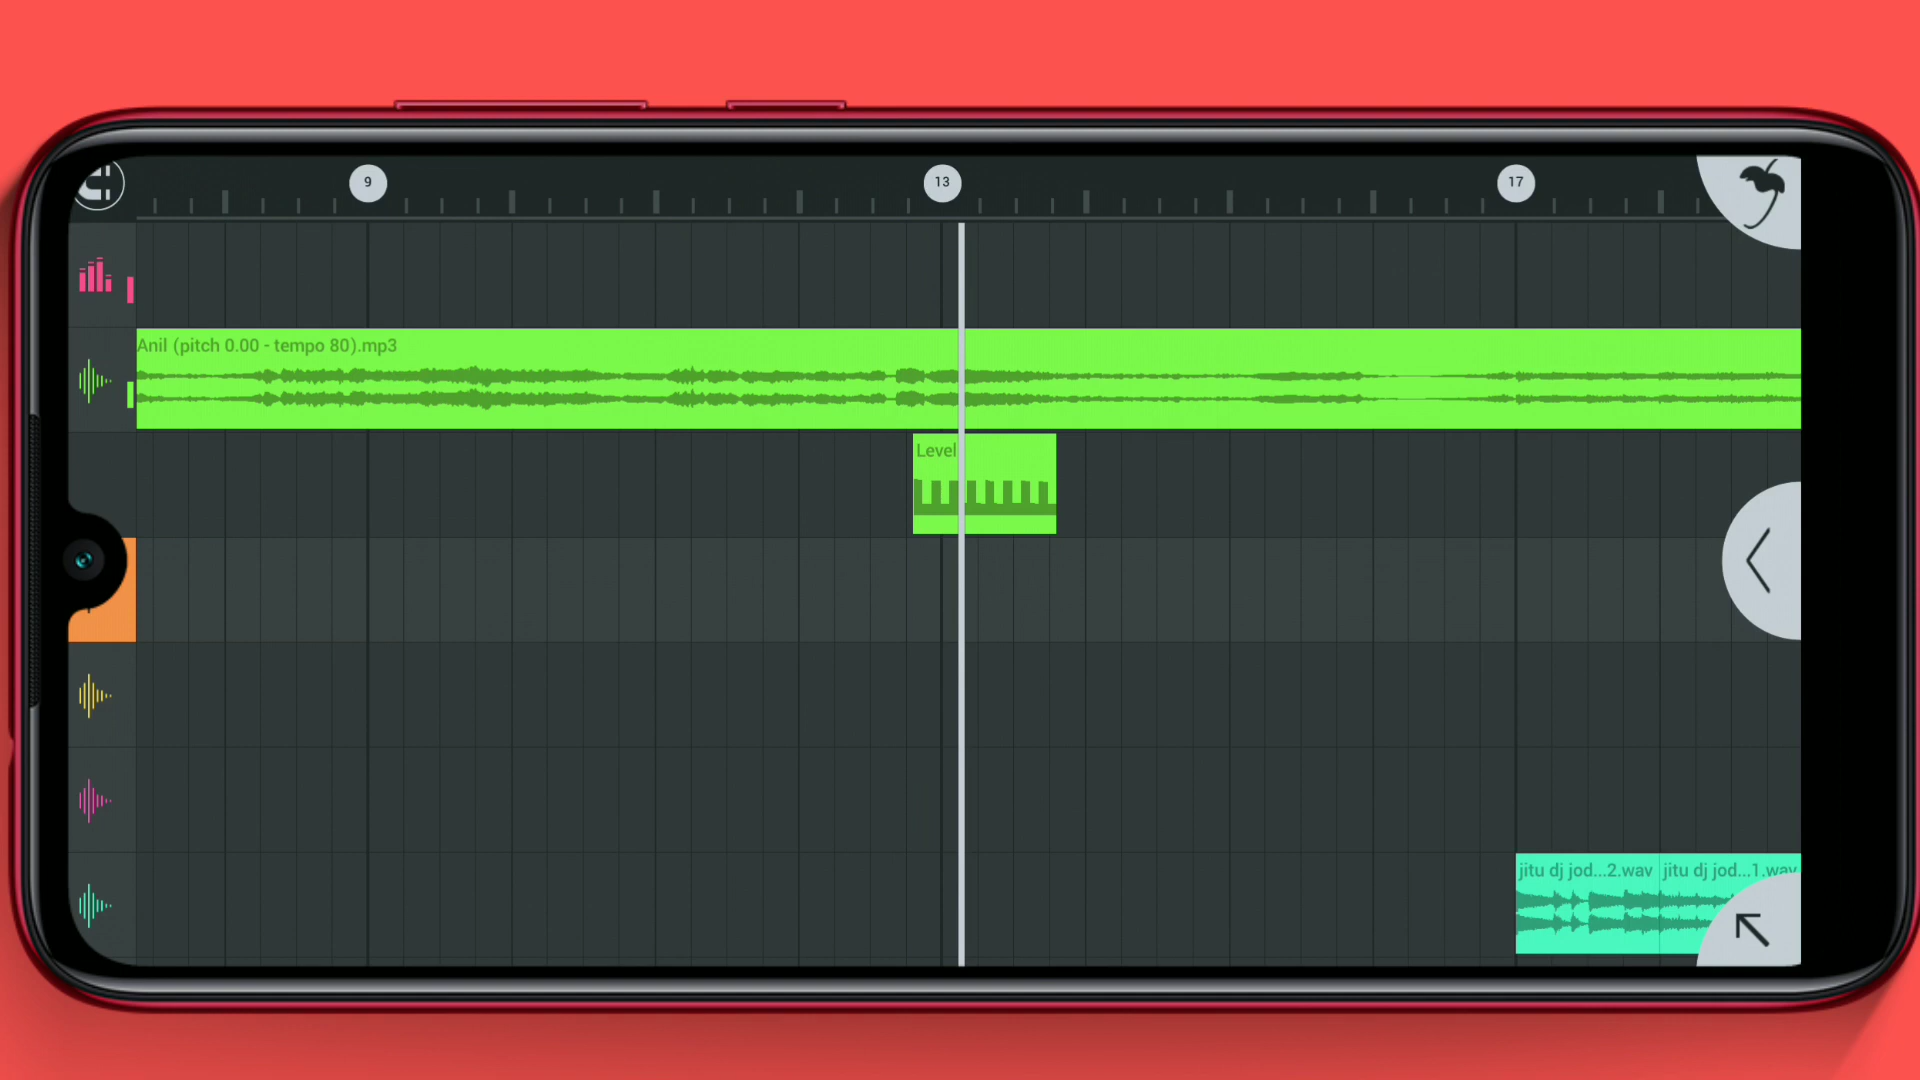 9
13
17
Anil (pitch 0.00 - tempo 80).mp3
Level
jitu dj jod...2.wav
jitu dj jod...1.wav